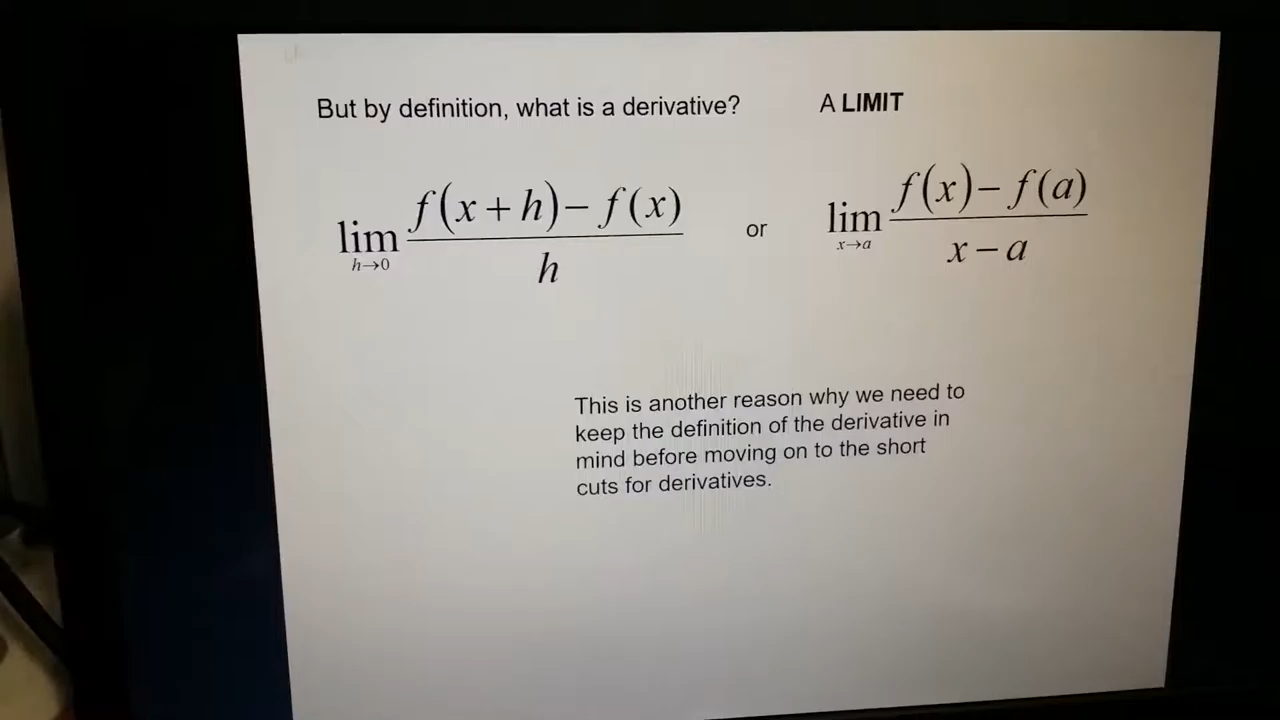 But by definition, what is a derivative? A LIMIT
lim h→0 f(x+h)−f(x) / h or lim x→a f(x)−f(a) / x−a
This is another reason why we need to
keep the definition of the derivative in
mind before moving on to the short
cuts for derivatives.